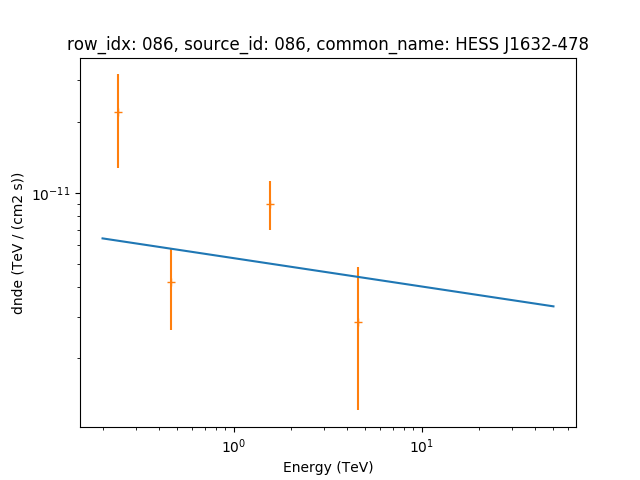 row_idx: 086, source_id: 086, common_name: HESS J1632-478
dnde (TeV / (cm2 s))
10⁻¹¹
10⁰
10¹
Energy (TeV)